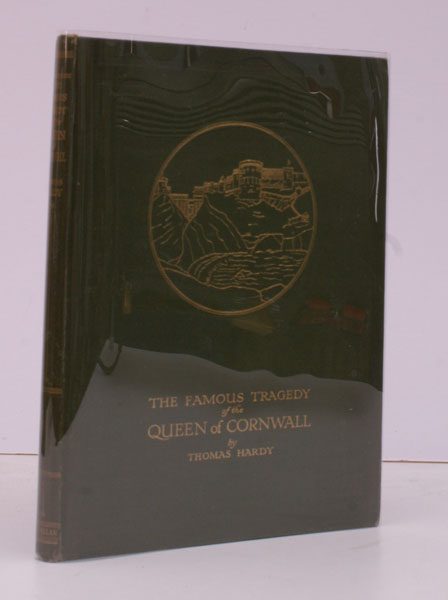 THE FAMOUS TRAGEDY
of the
QUEEN of CORNWALL
by
THOMAS HARDY